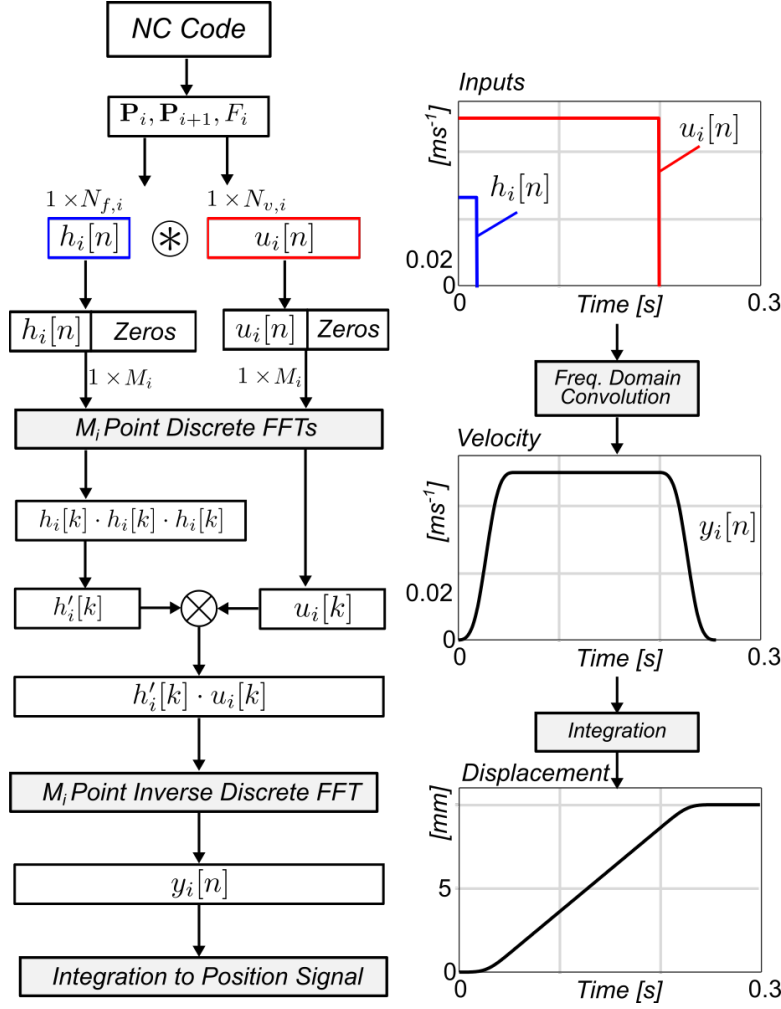 NC Code
P_i, P_{i+1}, F_i
1 × N_{f,i}
1 × N_{v,i}
h_i[n]
⊛
u_i[n]
h_i[n] Zeros
u_i[n] Zeros
1 × M_i
1 × M_i
M_i Point Discrete FFTs
h_i[k] · h_i[k] · h_i[k]
h′_i[k]
⊗
u_i[k]
h′_i[k] · u_i[k]
M_i Point Inverse Discrete FFT
y_i[n]
Integration to Position Signal
Inputs
[ms⁻¹]
u_i[n]
h_i[n]
0.02
0
0
Time [s]
0.3
Freq. Domain
Convolution
Velocity
[ms⁻¹]
y_i[n]
0.02
0
0
Time [s]
0.3
Integration
Displacement
[mm]
5
0
0
Time [s]
0.3